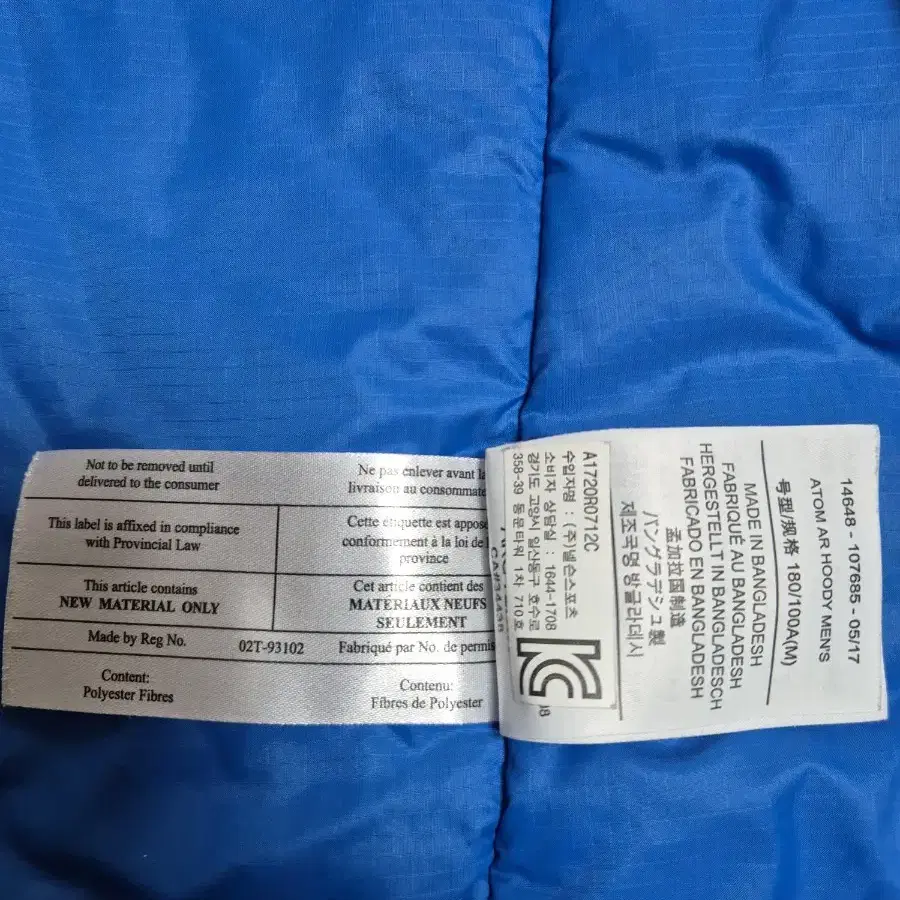 Not to be removed until
delivered to the consumer
Ne pas enlever avant la
livraison au consommate
This label is affixed in compliance
with Provincial Law
Cette étiquette est apposé
conformément à la loi de l
province
This article contains
NEW MATERIAL ONLY
Cet article contient des
MATÉRIAUX NEUFS
SEULEMENT
Made by Reg No.
02T-93102
Fabriqué par No. de permis
Content:
Polyester Fibres
Contenu:
Fibres de Polyester
14648 - 107685 - 05/17
ATOM AR HOODY MEN'S
号型/规格 180/100A(M)
MADE IN BANGLADESH
FABRIQUÉ AU BANGLADESH
HERGESTELLT IN BANGLADESCH
FABRICADO EN BANGLADESH
孟加拉国制造
バングラデシュ製
제조국명 방글라데시
A1720R0712C
수입자명 : (주)넬슨스포츠
소비자 상담실 : 1644-1708
경기도 고양시 일산동구 호수로
358-39 동문타워 1차 710호